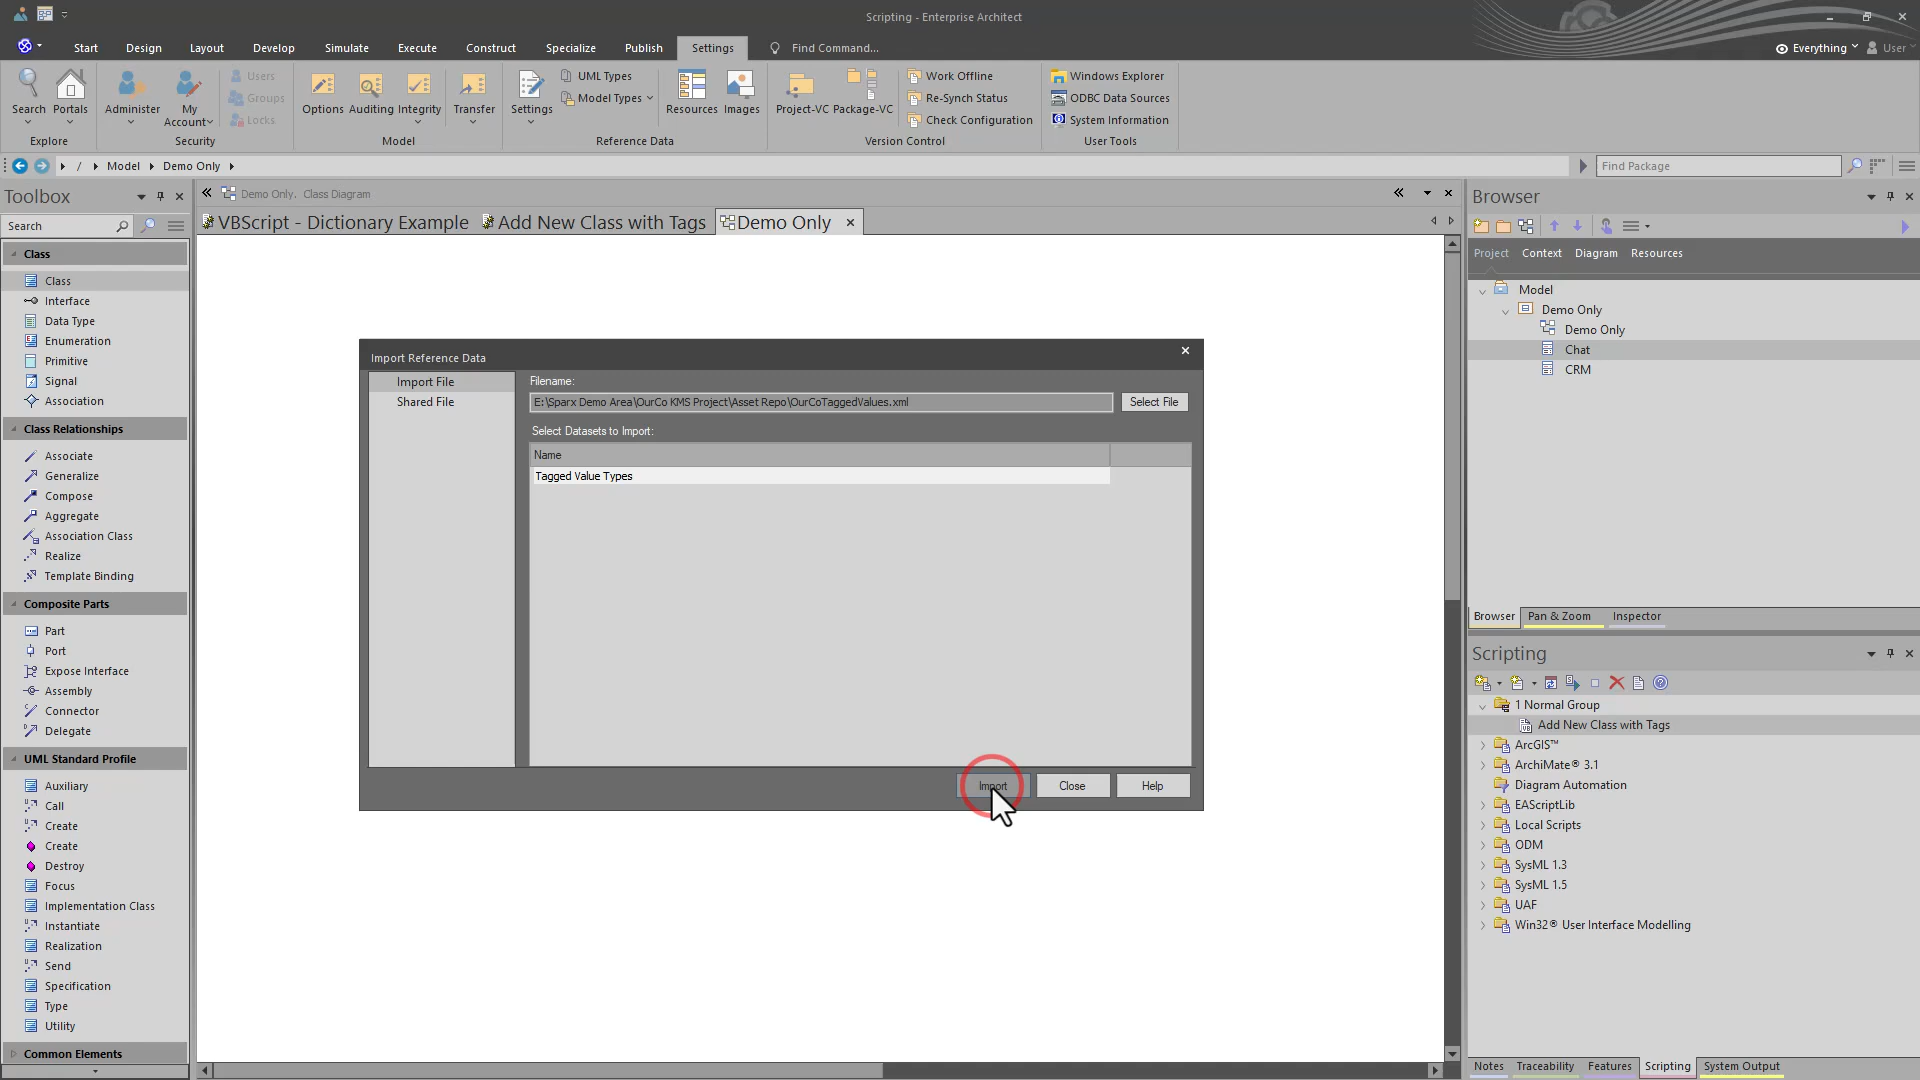 Scripting - Enterprise Architect
Start Design Layout Develop Simulate Execute Construct Specialize Publish Settings Find Command... Everything User
Search Portals
Explore
Administer My Account Users Groups Locks
Security
Options Auditing Integrity Transfer
Model
Settings UML Types Model Types Resources Images
Reference Data
Project-VC Package-VC Work Offline Re-Synch Status Check Configuration
Version Control
Windows Explorer ODBC Data Sources System Information
User Tools
/ Model Demo Only
Find Package
Toolbox
Search
Class
Class
Interface
Data Type
Enumeration
Primitive
Signal
Association
Class Relationships
Associate
Generalize
Compose
Aggregate
Association Class
Realize
Template Binding
Composite Parts
Part
Port
Expose Interface
Assembly
Connector
Delegate
UML Standard Profile
Auxiliary
Call
Create
Create
Destroy
Focus
Implementation Class
Instantiate
Realization
Send
Specification
Type
Utility
Common Elements
Demo Only. Class Diagram
VBScript - Dictionary Example Add New Class with Tags Demo Only
Import Reference Data
Import File
Shared File
Filename:
E:\Sparx Demo Area\OurCo KMS Project\Asset Repo\OurCoTaggedValues.xml
Select File
Select Datasets to Import:
Name
Tagged Value Types
Import Close Help
Browser
Project Context Diagram Resources
Model
Demo Only
Demo Only
Chat
CRM
Browser Pan & Zoom Inspector
Scripting
1 Normal Group
Add New Class with Tags
ArcGIS™
ArchiMate® 3.1
Diagram Automation
EAScriptLib
Local Scripts
ODM
SysML 1.3
SysML 1.5
UAF
Win32® User Interface Modelling
Notes Traceability Features Scripting System Output